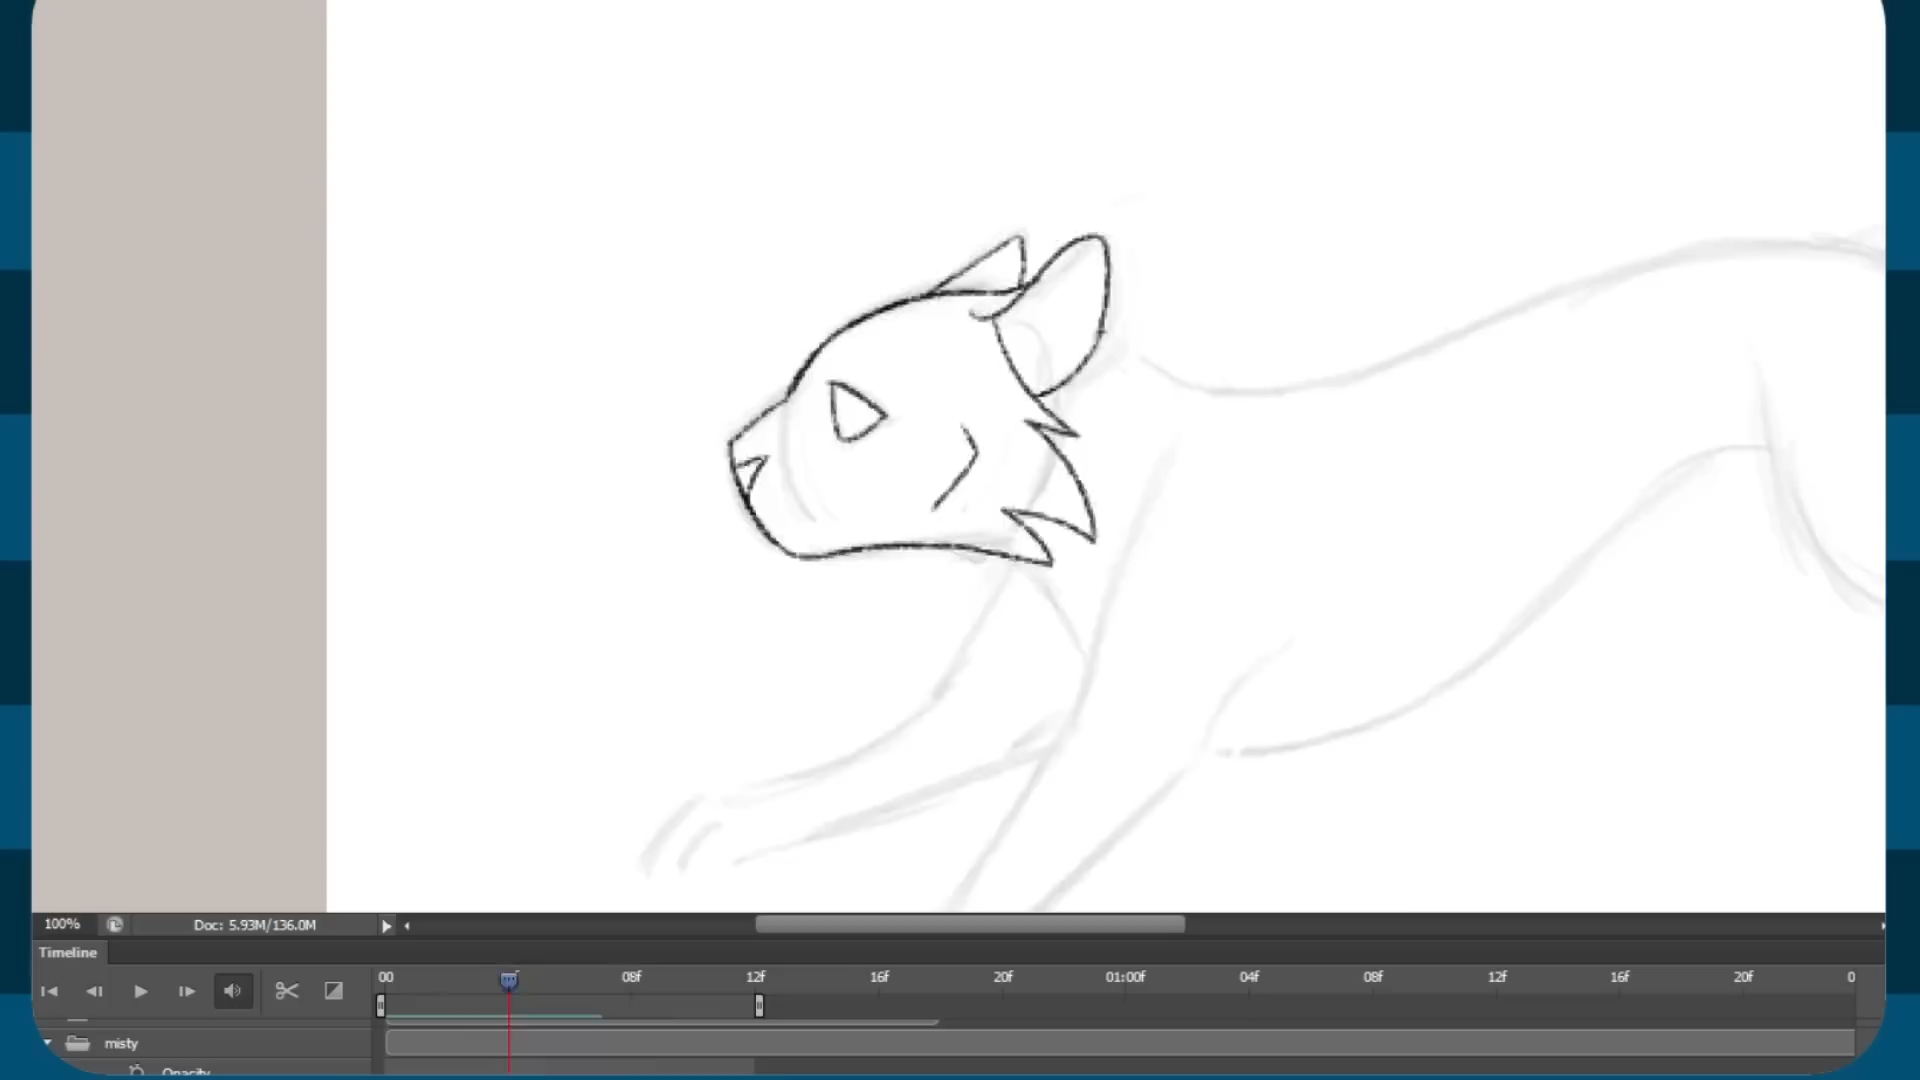 100% Doc: 5.93M/136.0M
Timeline
00 08f 12f 16f 20f 01:00f 04f 08f 12f 16f 20f 0
misty
Opacity